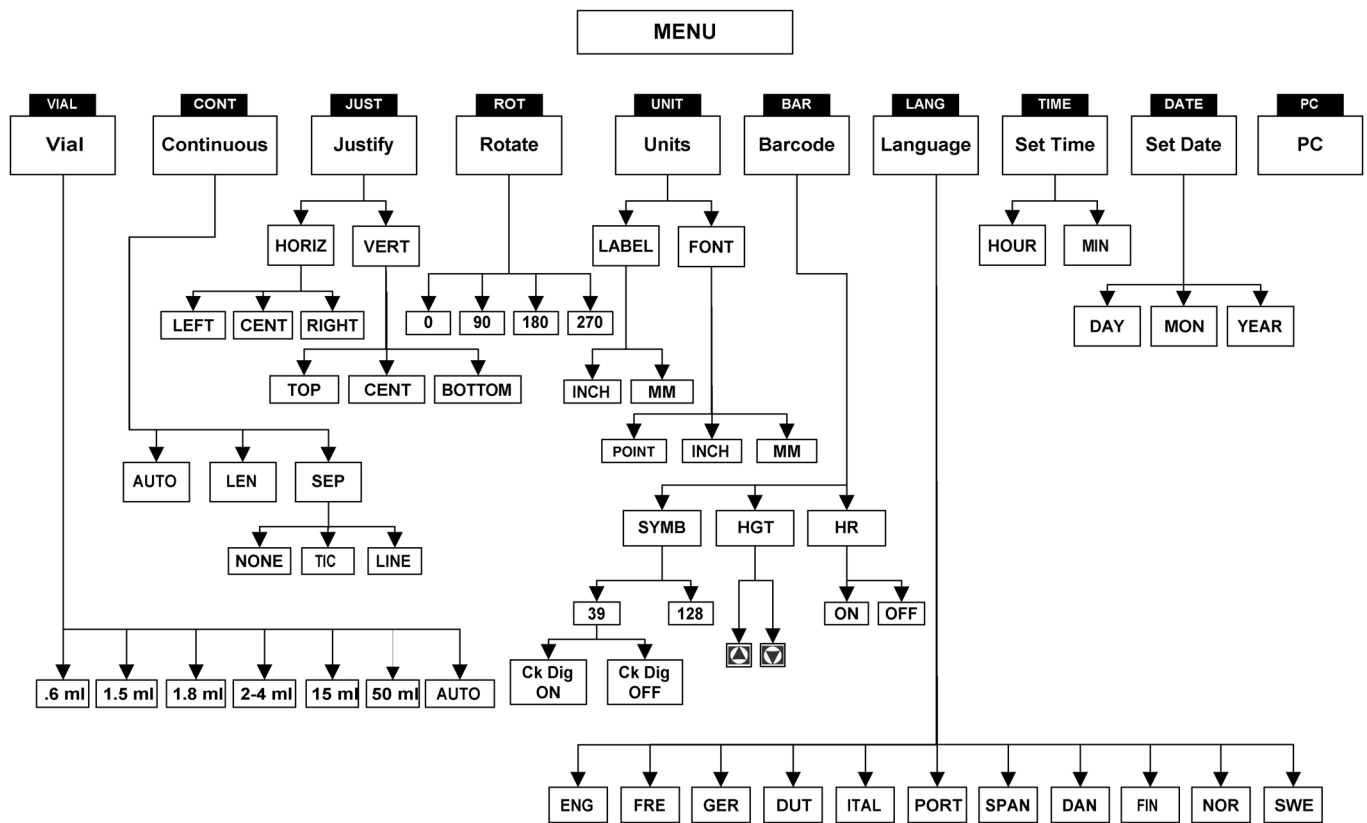 MENU
VIAL CONT JUST ROT UNIT BAR LANG TIME DATE PC
Vial Continuous Justify Rotate Units Barcode Language Set Time Set Date PC
HORIZ VERT LABEL FONT HOUR MIN
LEFT CENT RIGHT 0 90 180 270 DAY MON YEAR
TOP CENT BOTTOM INCH MM
POINT INCH MM
AUTO LEN SEP
SYMB HGT HR
NONE TIC LINE
39 128 ON OFF
Ck Dig Ck Dig
ON OFF
.6 ml 1.5 ml 1.8 ml 2-4 ml 15 ml 50 ml AUTO
ENG FRE GER DUT ITAL PORT SPAN DAN FIN NOR SWE